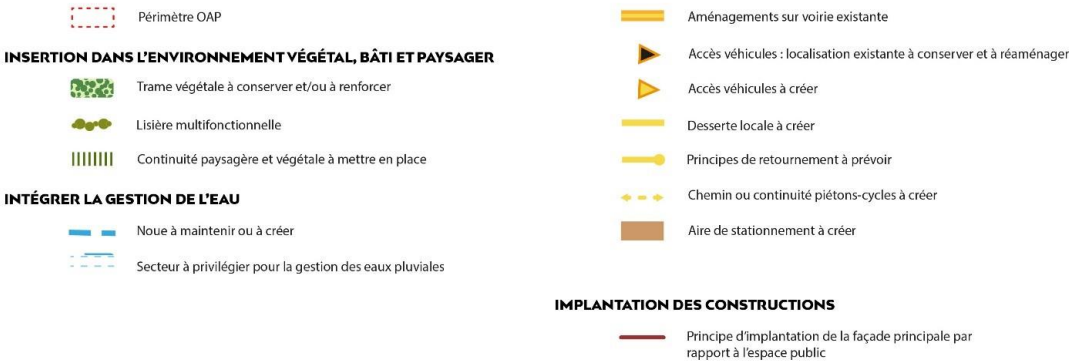 Périmètre OAP
INSERTION DANS L'ENVIRONNEMENT VÉGÉTAL, BÂTI ET PAYSAGER
Trame végétale à conserver et/ou à renforcer
Lisière multifonctionnelle
Continuité paysagère et végétale à mettre en place
INTÉGRER LA GESTION DE L'EAU
Noue à maintenir ou à créer
Secteur à privilégier pour la gestion des eaux pluviales
Aménagements sur voirie existante
Accès véhicules : localisation existante à conserver et à réaménager
Accès véhicules à créer
Desserte locale à créer
Principes de retournement à prévoir
Chemin ou continuité piétons-cycles à créer
Aire de stationnement à créer
IMPLANTATION DES CONSTRUCTIONS
Principe d'implantation de la façade principale par
rapport à l'espace public